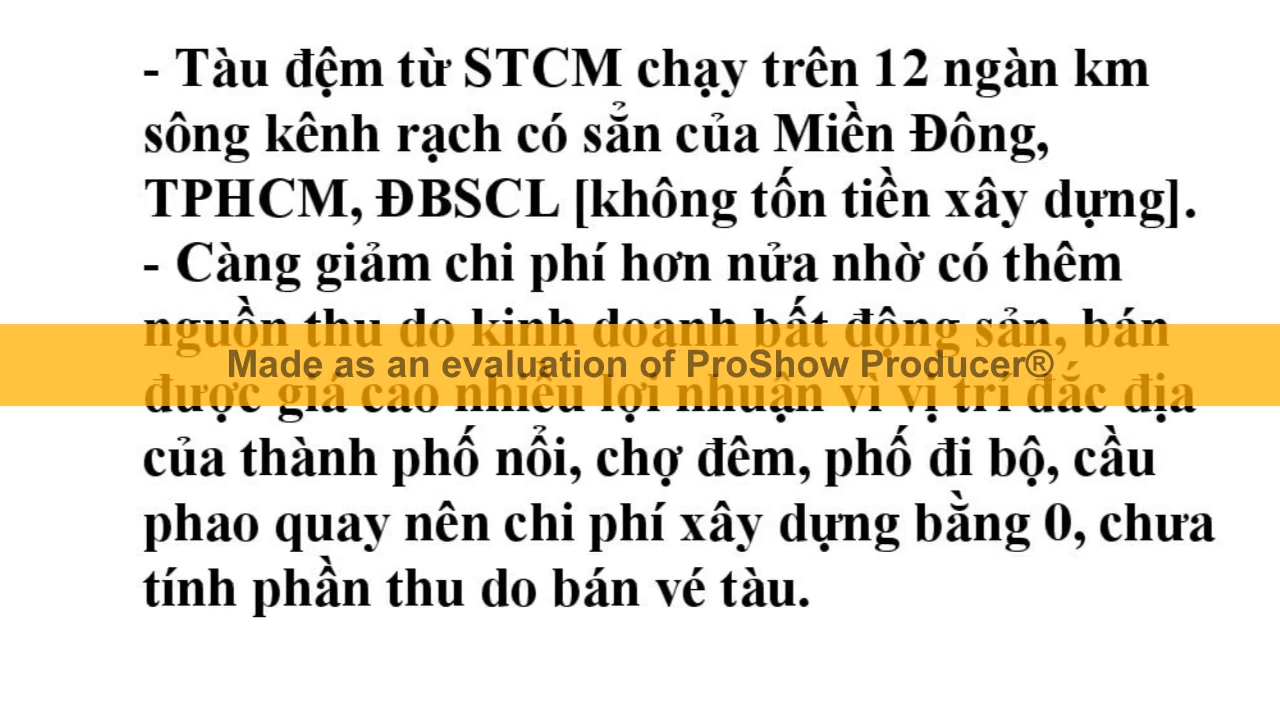 - Tàu đệm từ STCM chạy trên 12 ngàn km
sông kênh rạch có sẳn của Miền Đông,
TPHCM, ĐBSCL [không tốn tiền xây dựng].
- Càng giảm chi phí hơn nửa nhờ có thêm
nguồn thu do kinh doanh bất động sản, bán
Made as an evaluation of ProShow Producer®
được giá cao nhiều lợi nhuận vì vị trí đắc địa
của thành phố nổi, chợ đêm, phố đi bộ, cầu
phao quay nên chi phí xây dựng bằng 0, chưa
tính phần thu do bán vé tàu.